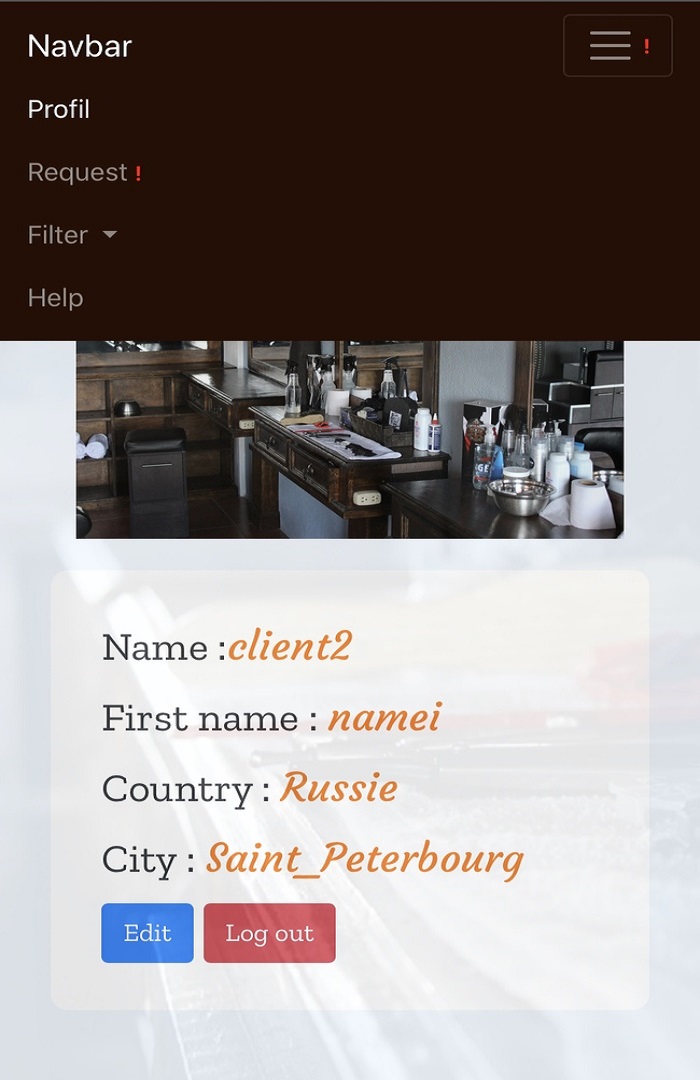 Navbar !
Profil
Request !
Filter
Help
Name :client2
First name : namei
Country : Russie
City : Saint_Peterbourg
Edit Log out